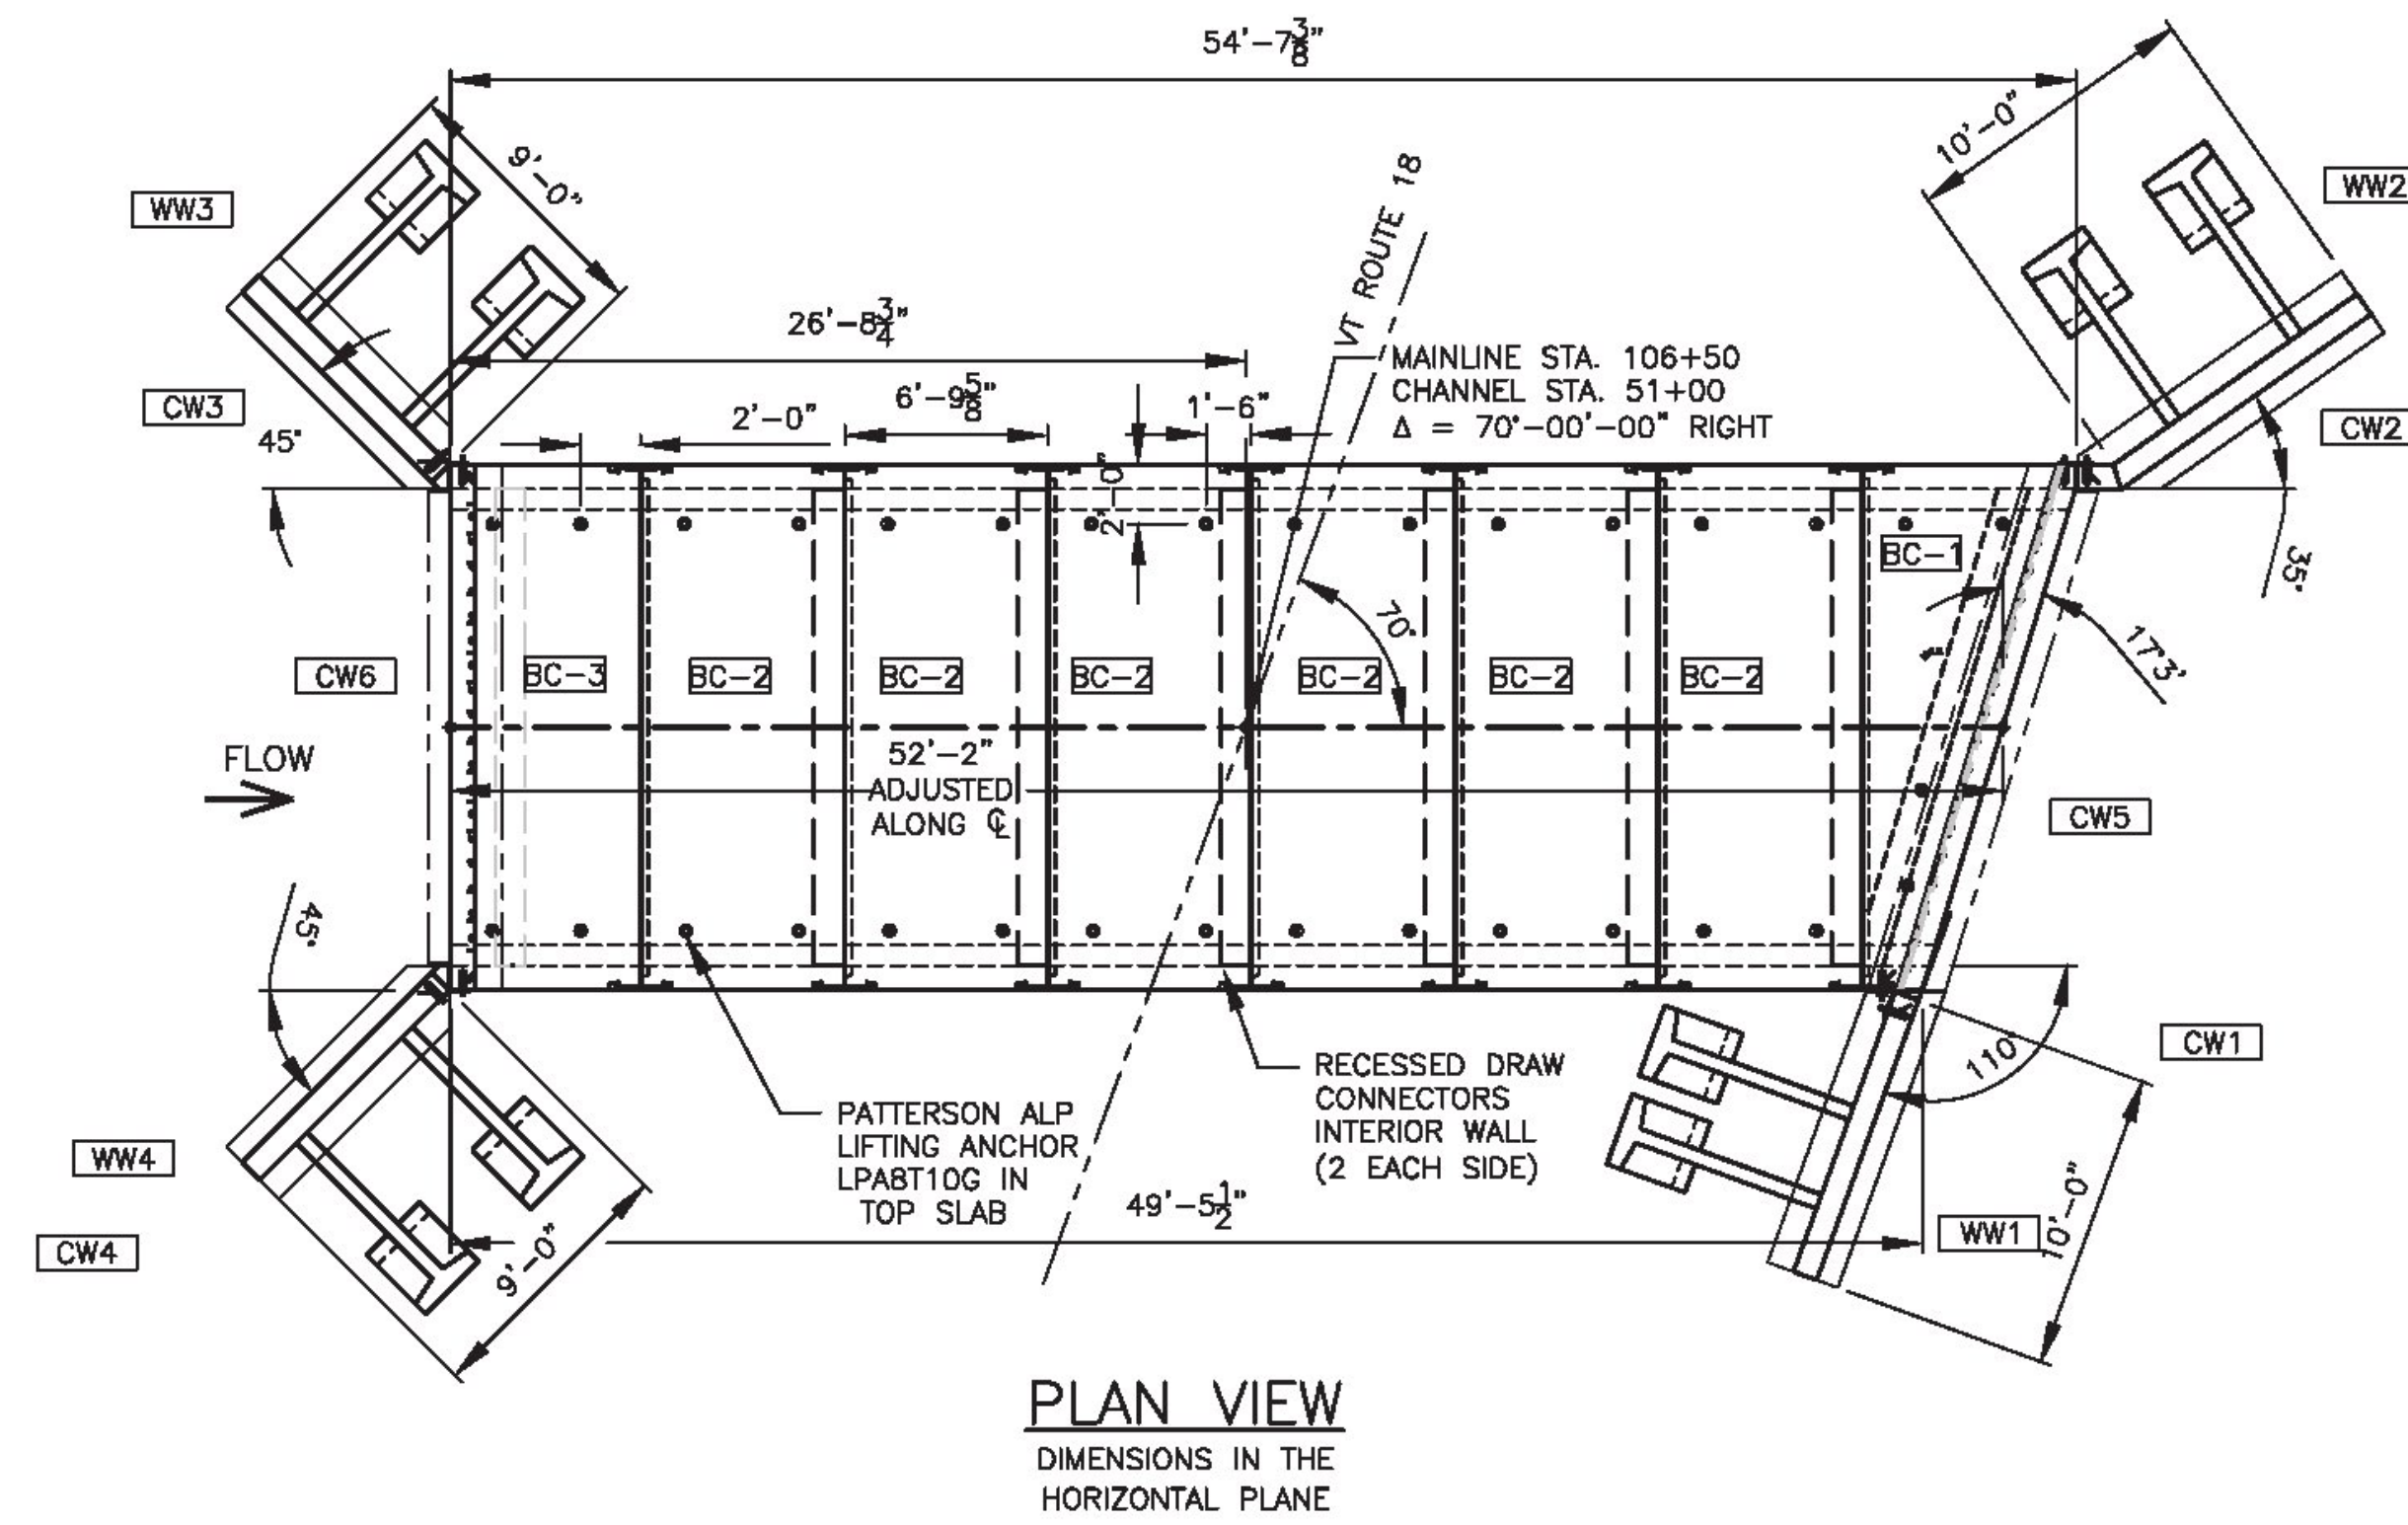 54'-7 3/8"
10'-0"
9'-0"
WW3
WW2
VT ROUTE 18
26'-8 3/4"
MAINLINE STA. 106+50
CHANNEL STA. 51+00
Δ = 70°-00'-00" RIGHT
CW3
6'-9 5/8"
2'-0"
1'-6"
CW2
45°
2'-0"
BC-1
35°
70°
17°3'
CW6
BC-3
BC-2
BC-2
BC-2
BC-2
BC-2
BC-2
FLOW
52'-2"
ADJUSTED
ALONG ℄
CW5
45°
110°
CW1
RECESSED DRAW
CONNECTORS
INTERIOR WALL
(2 EACH SIDE)
PATTERSON ALP
LIFTING ANCHOR
LPA8T10G IN
TOP SLAB
WW4
49'-5 1/2"
WW1
10'-0"
CW4
9'-0"
PLAN VIEW
DIMENSIONS IN THE
HORIZONTAL PLANE